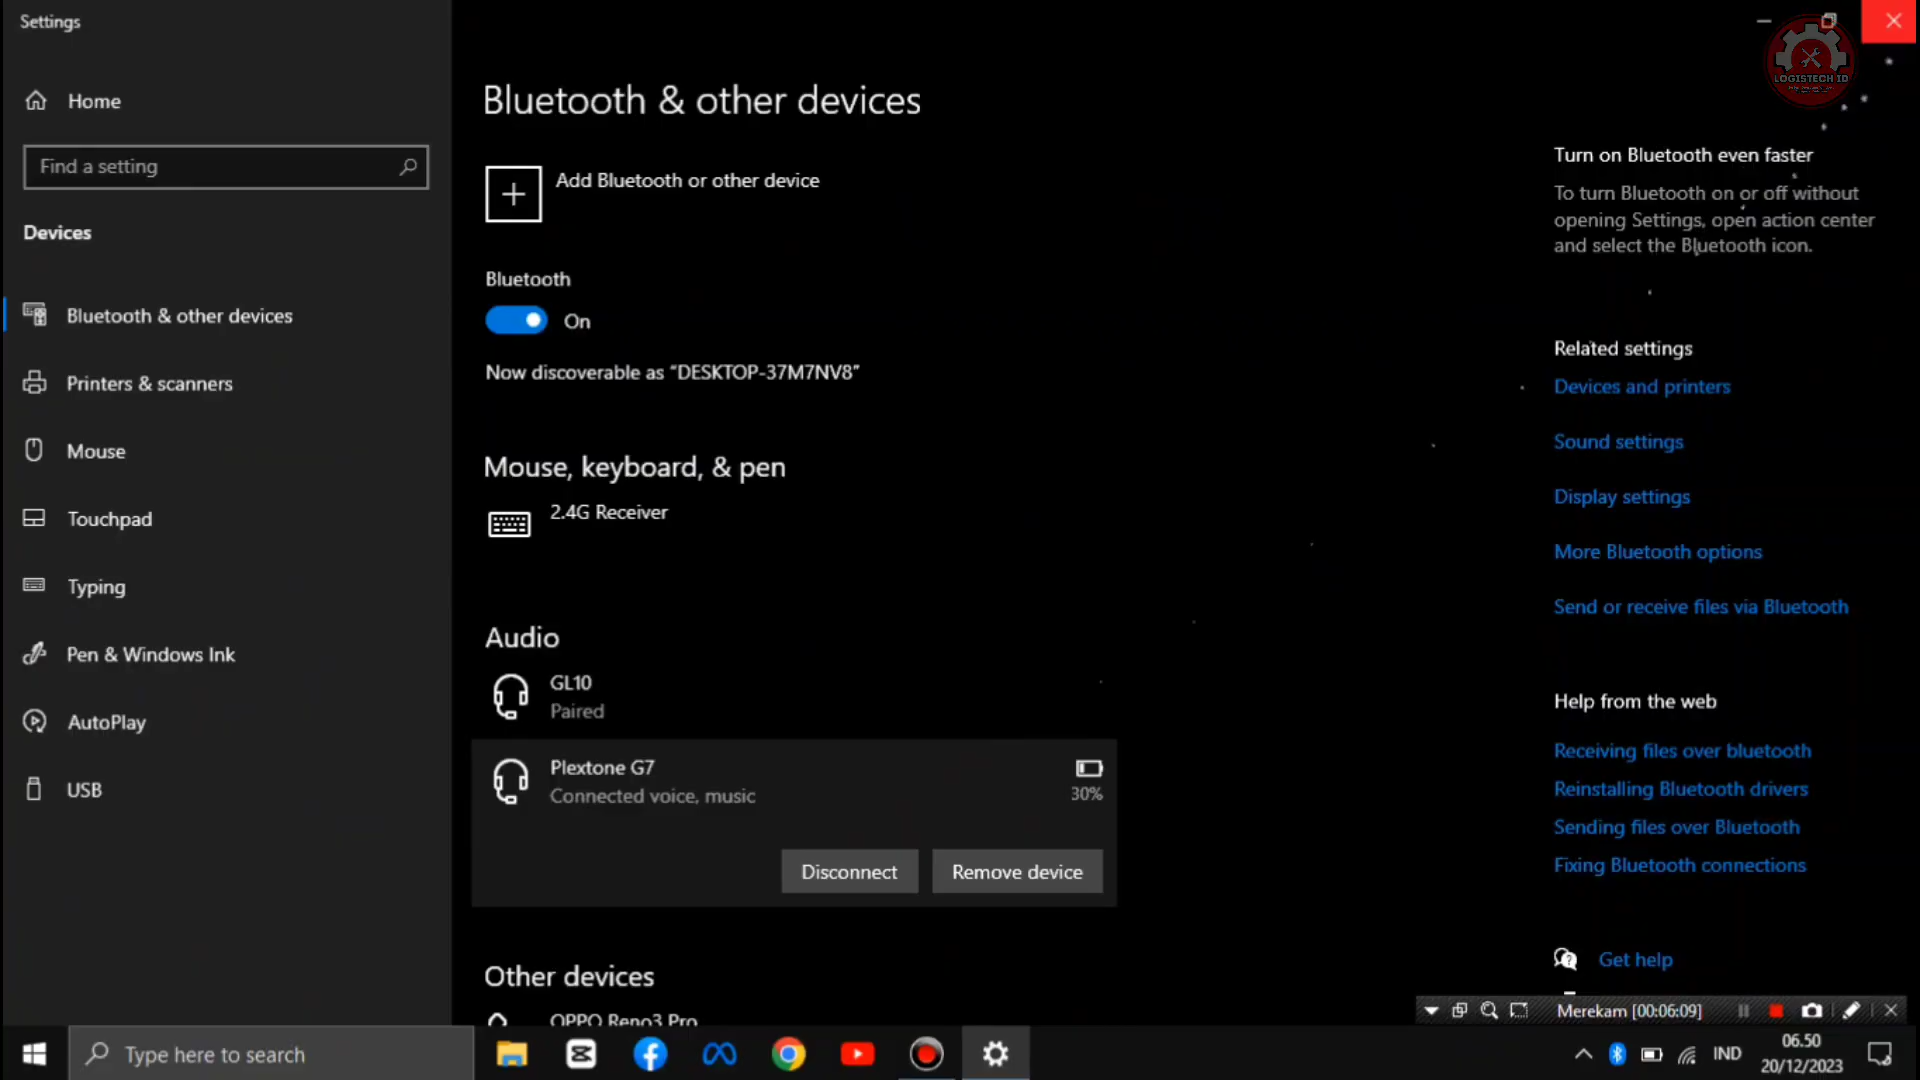 Settings
Home
Find a setting
Devices
Bluetooth & other devices
Printers & scanners
Mouse
Touchpad
Typing
Pen & Windows Ink
AutoPlay
USB
Bluetooth & other devices
Add Bluetooth or other device
Bluetooth
On
Now discoverable as “DESKTOP-37M7NV8”
Mouse, keyboard, & pen
2.4G Receiver
Audio
GL10
Paired
Plextone G7
Connected voice, music
30%
Disconnect
Remove device
Other devices
OPPO Reno3 Pro
LOGISTECH ID
Turn on Bluetooth even faster
To turn Bluetooth on or off without
opening Settings, open action center
and select the Bluetooth icon.
Related settings
Devices and printers
Sound settings
Display settings
More Bluetooth options
Send or receive files via Bluetooth
Help from the web
Receiving files over bluetooth
Reinstalling Bluetooth drivers
Sending files over Bluetooth
Fixing Bluetooth connections
Get help
Merekam [00:06:09]
Type here to search
IND
06.50
20/12/2023